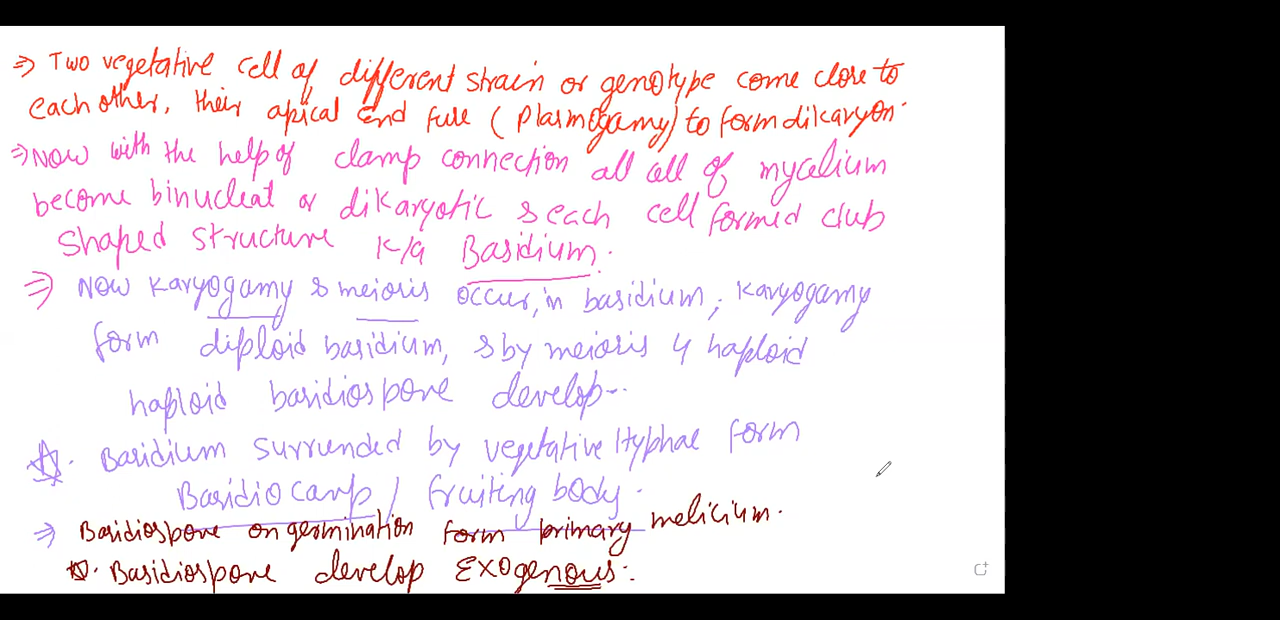 ⇒ Two vegetative cell of different strain or genotype come close to
each other, their apical end fuse (Plasmogamy) to form dikaryon.
⇒ Now with the help of clamp connection all cell of mycelium
become binucleat or dikaryotic & each cell formed club
shaped structure K/a Basidium.
⇒ Now Karyogamy & meiosis occur, in basidium, Karyogamy
form diploid basidium, & by meiosis 4 haploid
haploid basidiospore develop..
☆. Basidium surrunded by vegetative Hyphae form
Basidiocarp / fruiting body.
⇒ Basidiospore on germination form primary melicium.
☆. Basidiospore develop Exogenous.